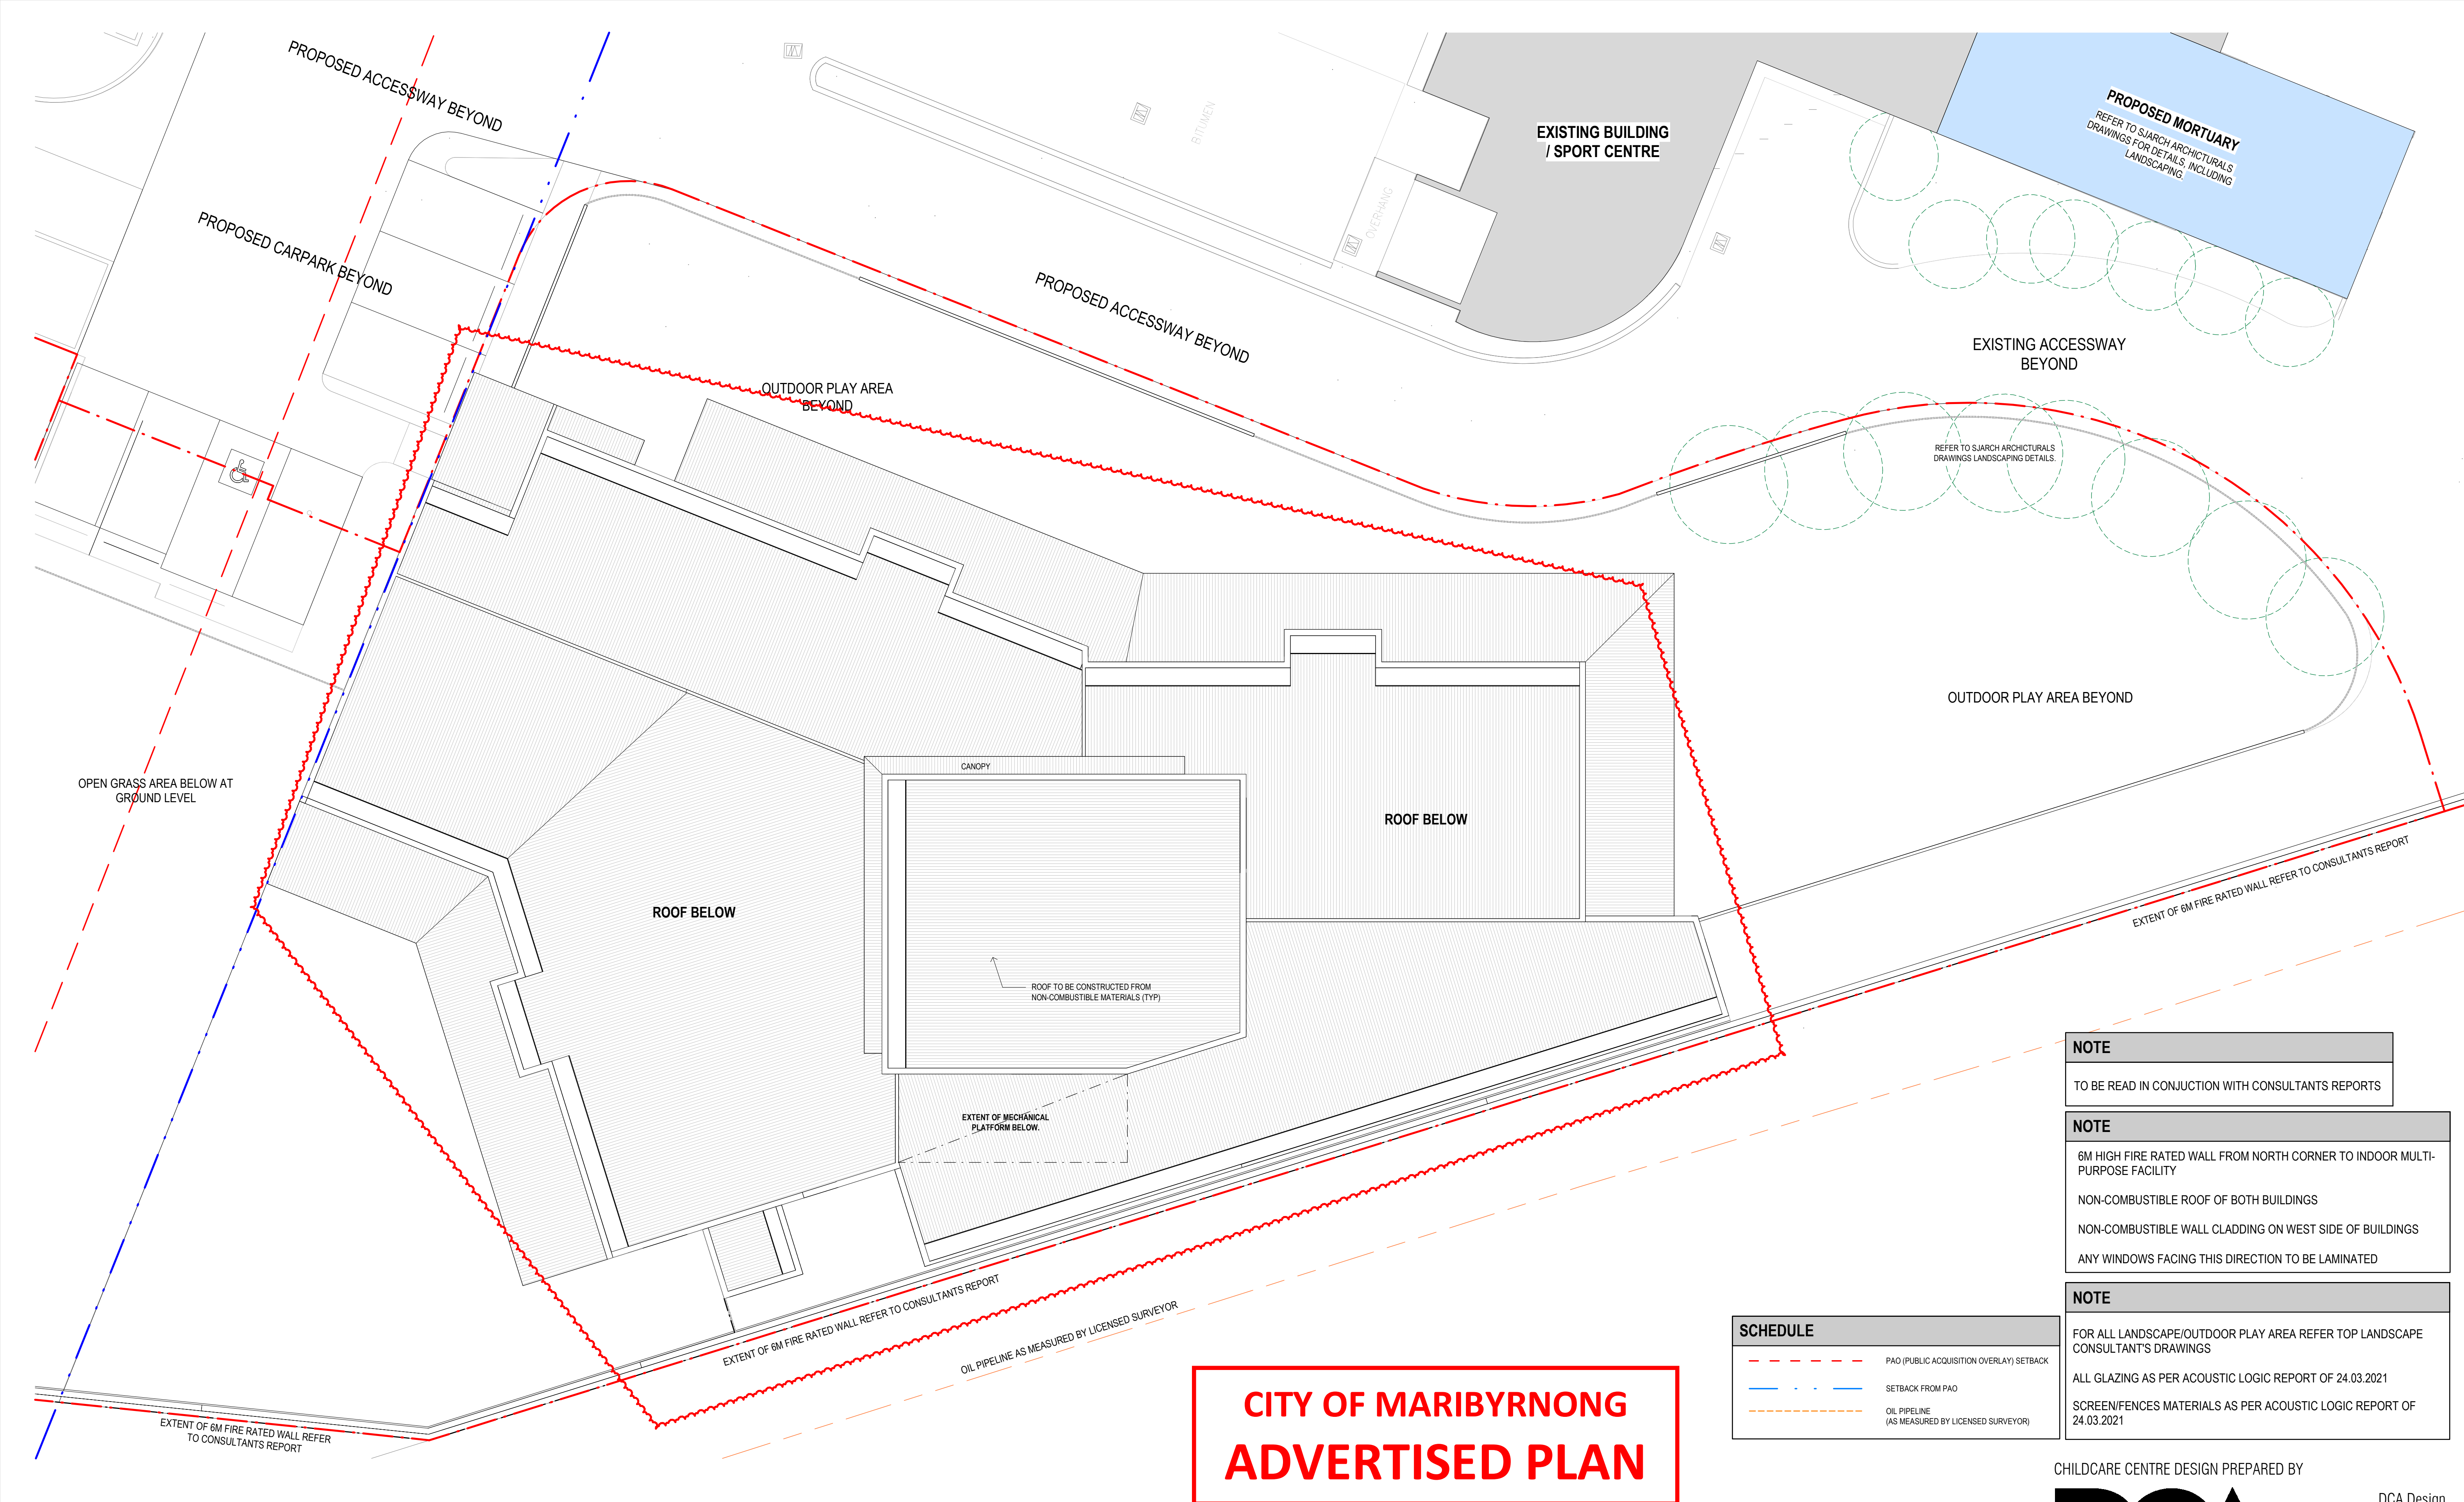 PROPOSED ACCESSWAY BEYOND
BITUMEN
EXISTING BUILDING
/ SPORT CENTRE
PROPOSED MORTUARY
REFER TO SJARCH ARCHICTURALS
DRAWINGS FOR DETAILS, INCLUDING
LANDSCAPING
OVERHANG
PROPOSED CARPARK BEYOND
PROPOSED ACCESSWAY BEYOND
EXISTING ACCESSWAY
BEYOND
OUTDOOR PLAY AREA
BEYOND
REFER TO SJARCH ARCHICTURALS
DRAWINGS LANDSCAPING DETAILS.
OUTDOOR PLAY AREA BEYOND
OPEN GRASS AREA BELOW AT
GROUND LEVEL
CANOPY
ROOF BELOW
ROOF BELOW
EXTENT OF 6M FIRE RATED WALL REFER TO CONSULTANTS REPORT
ROOF TO BE CONSTRUCTED FROM
NON-COMBUSTIBLE MATERIALS (TYP)
EXTENT OF MECHANICAL
PLATFORM BELOW.
EXTENT OF 6M FIRE RATED WALL REFER TO CONSULTANTS REPORT
OIL PIPELINE AS MEASURED BY LICENSED SURVEYOR
EXTENT OF 6M FIRE RATED WALL REFER
TO CONSULTANTS REPORT
NOTE
TO BE READ IN CONJUCTION WITH CONSULTANTS REPORTS
NOTE
6M HIGH FIRE RATED WALL FROM NORTH CORNER TO INDOOR MULTI-
PURPOSE FACILITY
NON-COMBUSTIBLE ROOF OF BOTH BUILDINGS
NON-COMBUSTIBLE WALL CLADDING ON WEST SIDE OF BUILDINGS
ANY WINDOWS FACING THIS DIRECTION TO BE LAMINATED
NOTE
FOR ALL LANDSCAPE/OUTDOOR PLAY AREA REFER TOP LANDSCAPE
CONSULTANT'S DRAWINGS
ALL GLAZING AS PER ACOUSTIC LOGIC REPORT OF 24.03.2021
SCREEN/FENCES MATERIALS AS PER ACOUSTIC LOGIC REPORT OF
24.03.2021
SCHEDULE
PAO (PUBLIC ACQUISITION OVERLAY) SETBACK
SETBACK FROM PAO
OIL PIPELINE
(AS MEASURED BY LICENSED SURVEYOR)
CITY OF MARIBYRNONG
ADVERTISED PLAN
CHILDCARE CENTRE DESIGN PREPARED BY
DCA Design